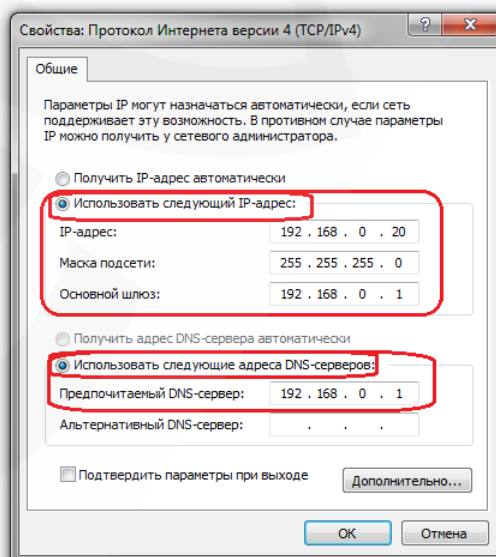 Свойства: Протокол Интернета версии 4 (TCP/IPv4)
Общие
Параметры IP могут назначаться автоматически, если сеть
поддерживает эту возможность. В противном случае параметры
IP можно получить у сетевого администратора.
Получить IP-адрес автоматически
Использовать следующий IP-адрес:
IP-адрес: 192 . 168 . 0 . 20
Маска подсети: 255 . 255 . 255 . 0
Основной шлюз: 192 . 168 . 0 . 1
Получить адрес DNS-сервера автоматически
Использовать следующие адреса DNS-серверов:
Предпочитаемый DNS-сервер: 192 . 168 . 0 . 1
Альтернативный DNS-сервер: . . .
Подтвердить параметры при выходе
Дополнительно...
ОК Отмена